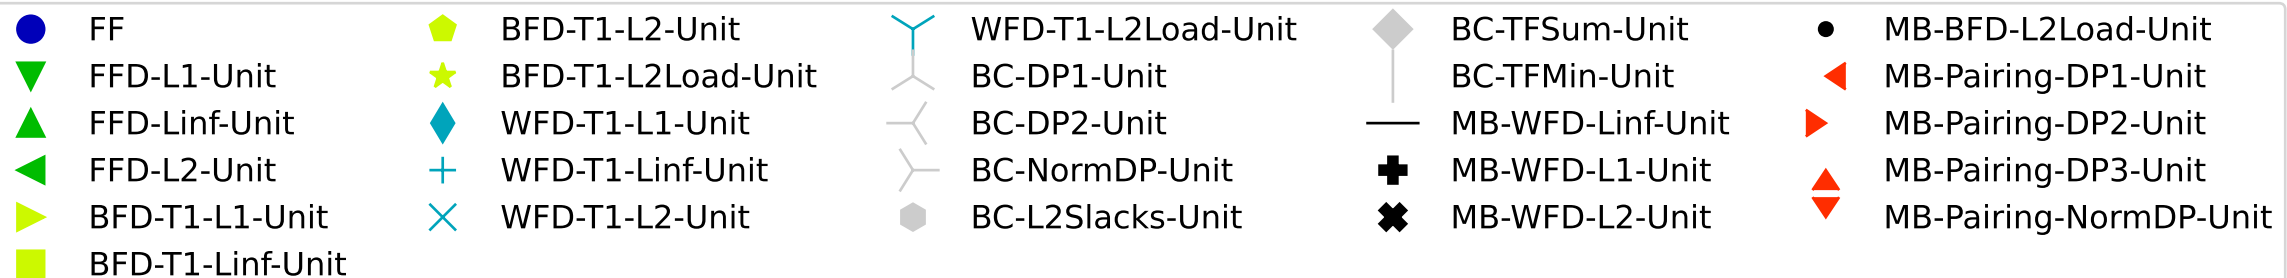 FF
FFD-L1-Unit
FFD-Linf-Unit
FFD-L2-Unit
BFD-T1-L1-Unit
BFD-T1-Linf-Unit
BFD-T1-L2-Unit
BFD-T1-L2Load-Unit
WFD-T1-L1-Unit
WFD-T1-Linf-Unit
WFD-T1-L2-Unit
WFD-T1-L2Load-Unit
BC-DP1-Unit
BC-DP2-Unit
BC-NormDP-Unit
BC-L2Slacks-Unit
BC-TFSum-Unit
BC-TFMin-Unit
MB-WFD-Linf-Unit
MB-WFD-L1-Unit
MB-WFD-L2-Unit
MB-BFD-L2Load-Unit
MB-Pairing-DP1-Unit
MB-Pairing-DP2-Unit
MB-Pairing-DP3-Unit
MB-Pairing-NormDP-Unit